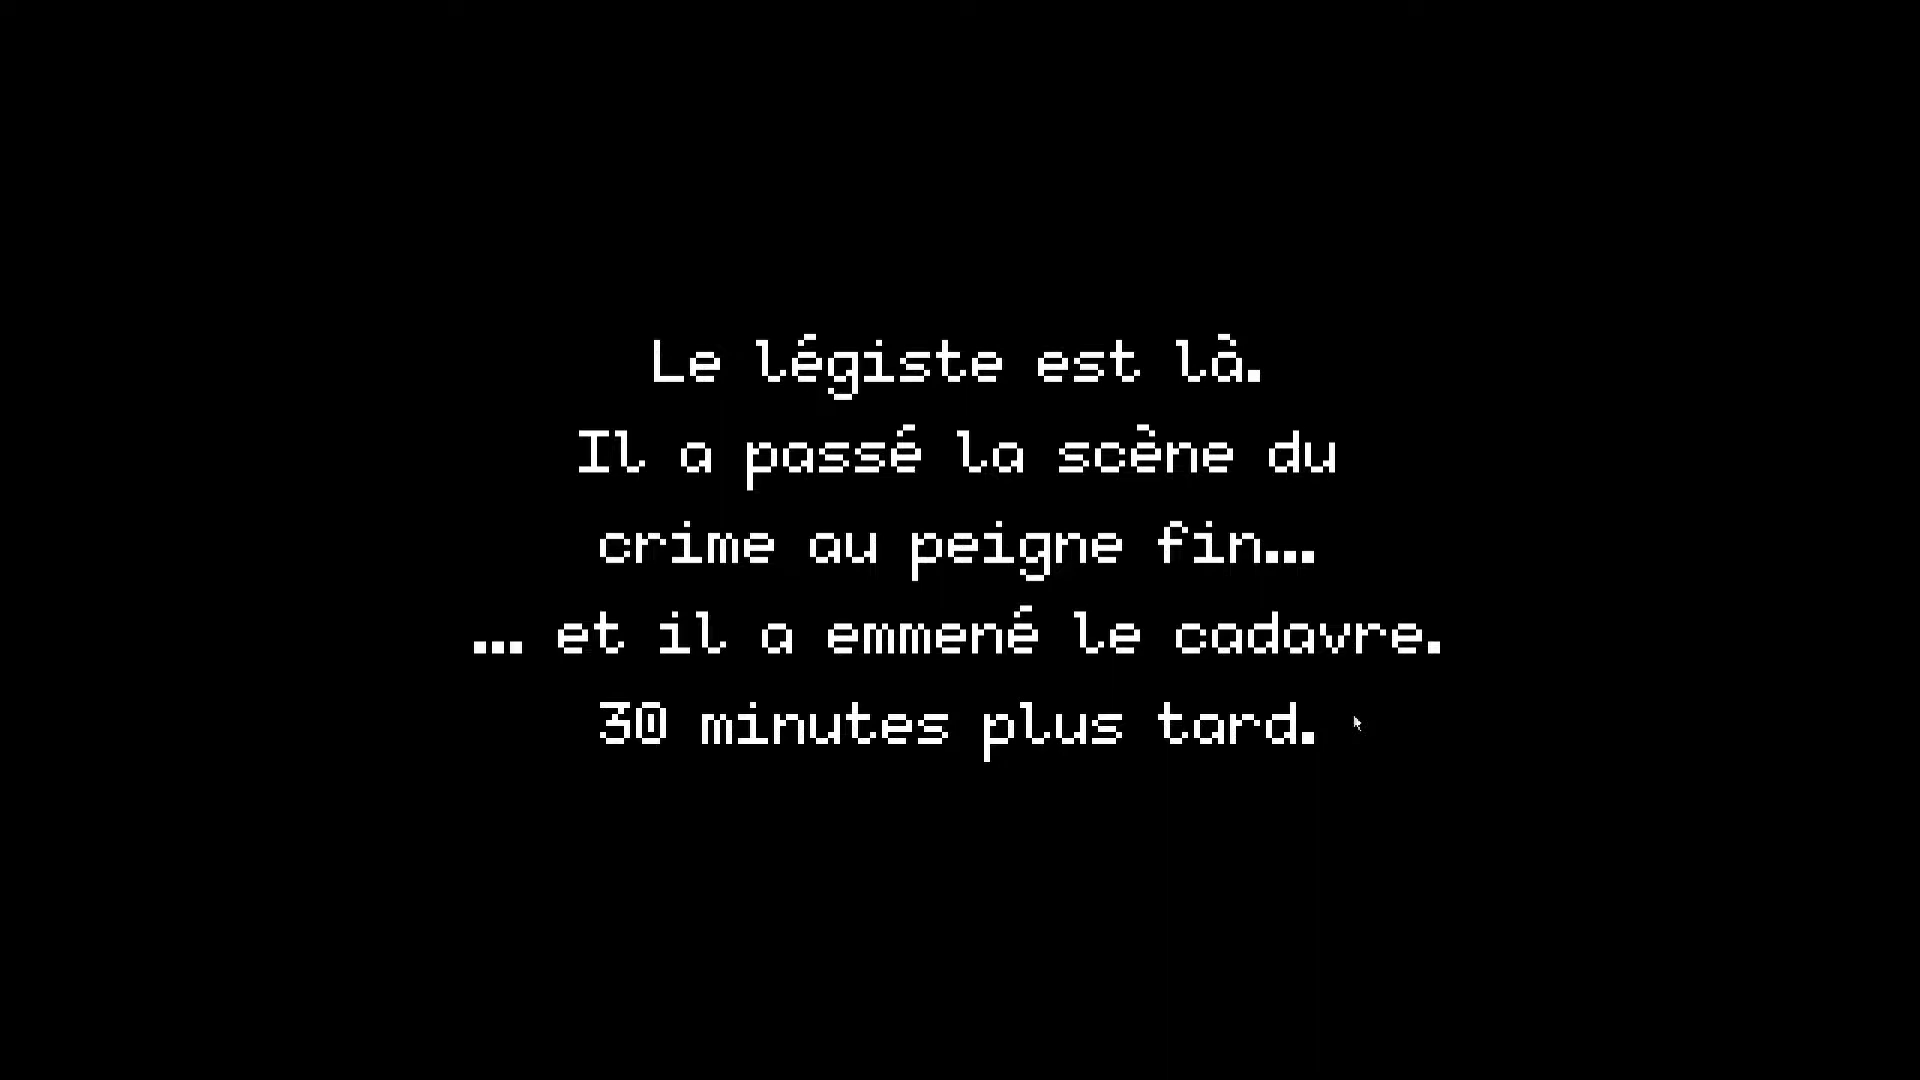 Le légiste est là.
Il a passé la scène du
crime au peigne fin...
... et il a emmené le cadavre.
30 minutes plus tard.